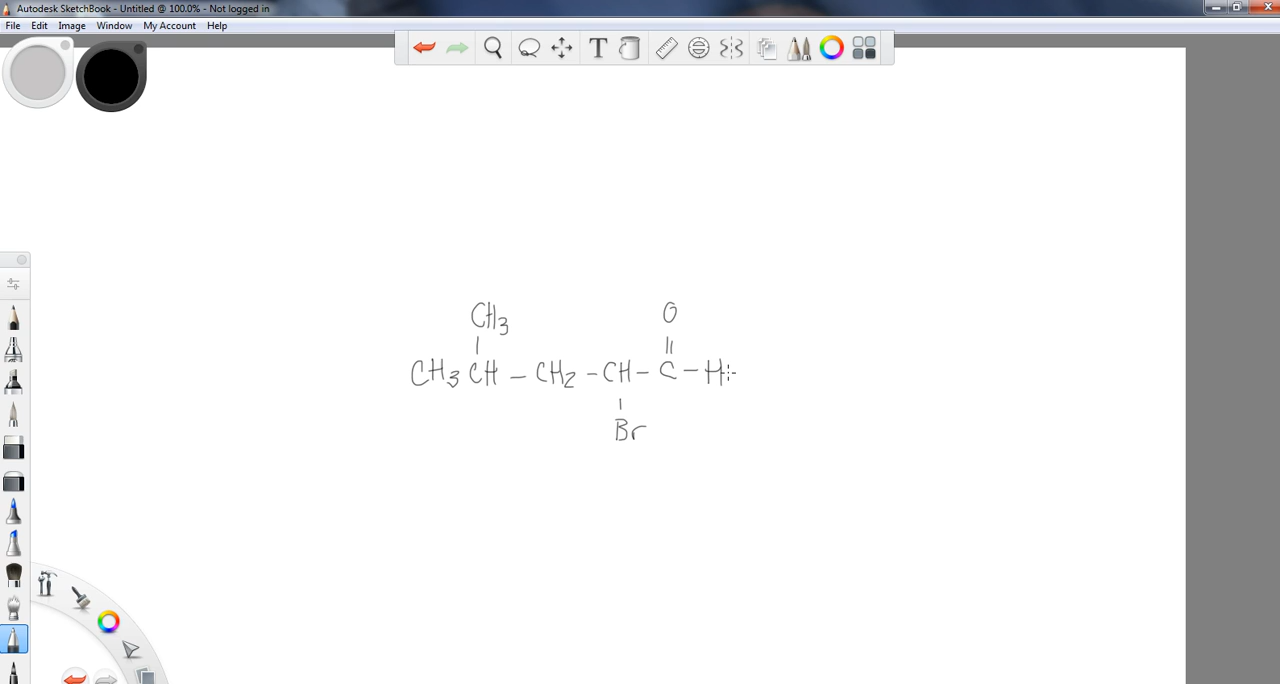 Autodesk SketchBook - Untitled @ 100.0% - Not logged in
File Edit Image Window My Account Help
T
CH3 O
CH3 CH - CH2 - CH - C - H
Br